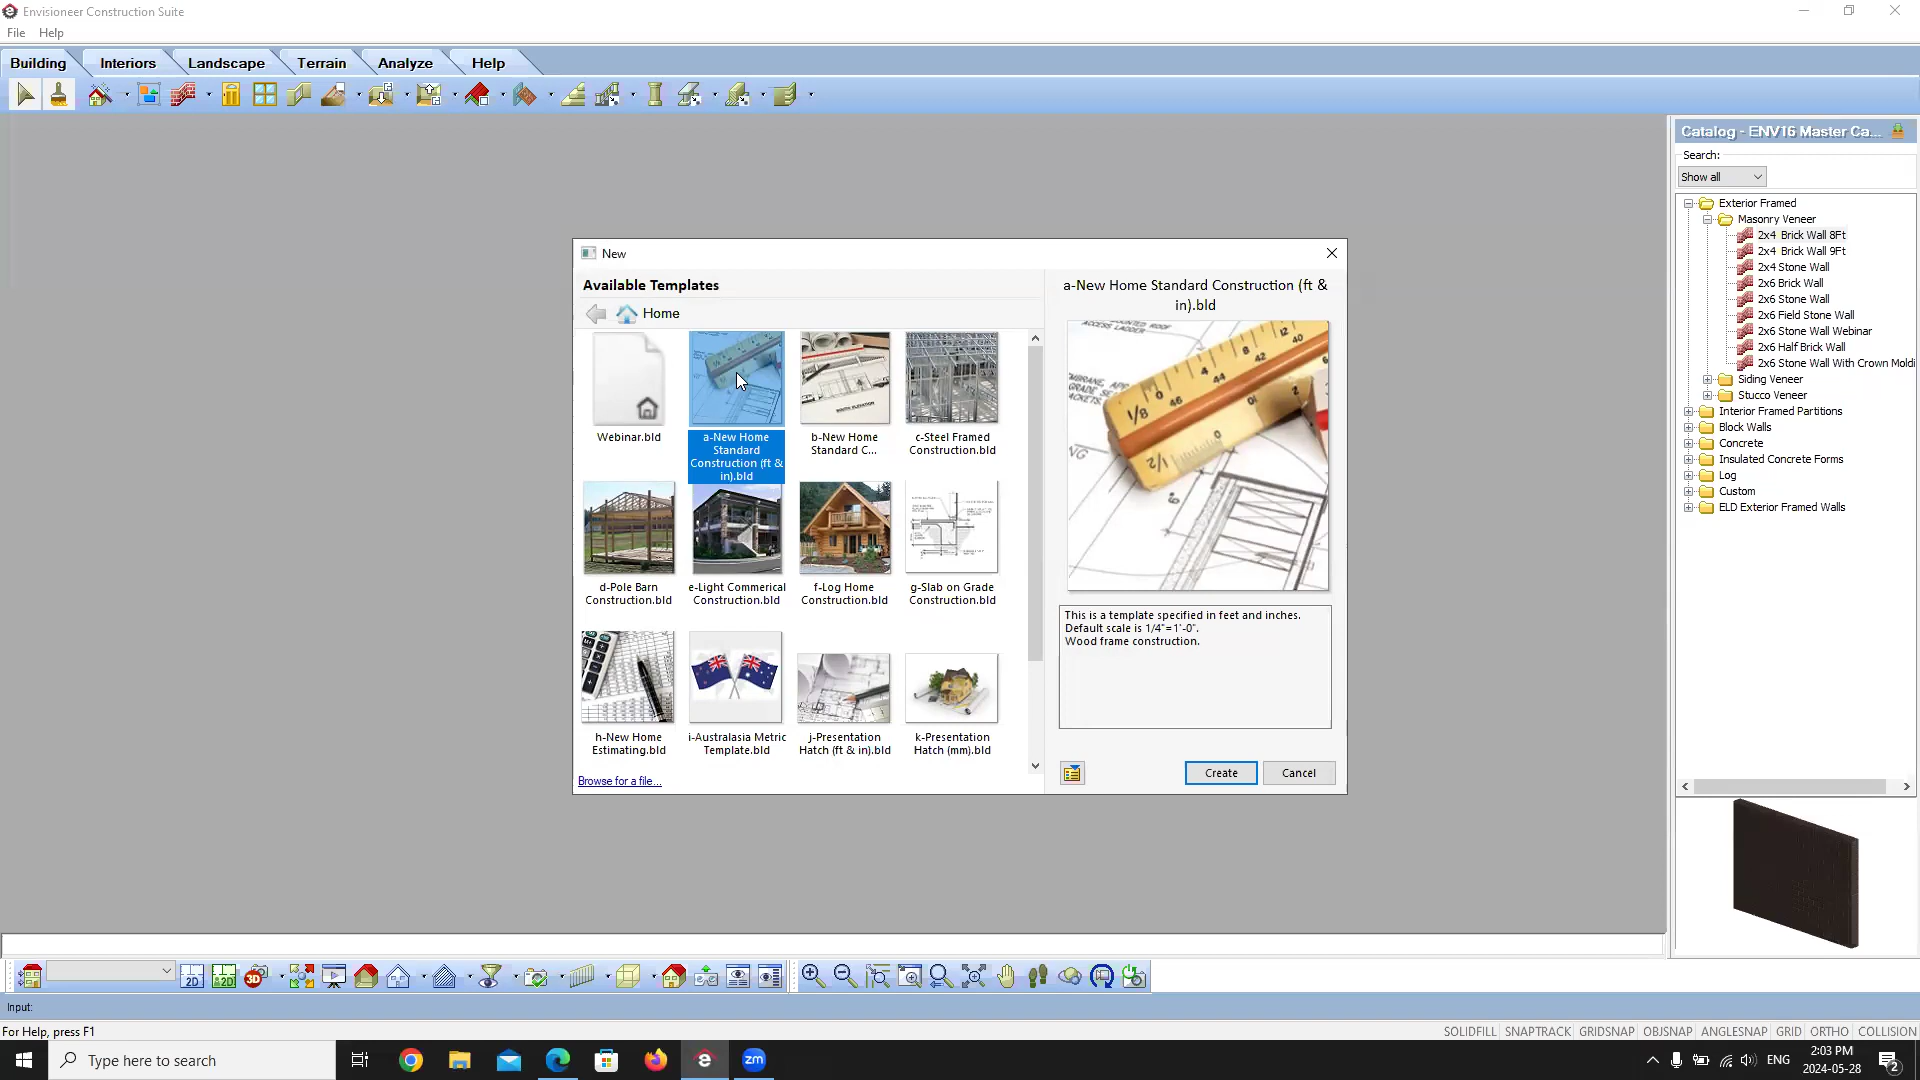 Envisioneer Construction Suite
File Help
Building Interiors Landscape Terrain Analyze Help
Catalog - ENV16 Master Ca...
Search:
Show all
Exterior Framed
Masonry Veneer
2x4 Brick Wall 8Ft
2x4 Brick Wall 9Ft
2x4 Stone Wall
2x6 Brick Wall
2x6 Stone Wall
2x6 Field Stone Wall
2x6 Stone Wall Webinar
2x6 Half Brick Wall
2x6 Stone Wall With Crown Moldi
Siding Veneer
Stucco Veneer
Interior Framed Partitions
Block Walls
Concrete
Insulated Concrete Forms
Log
Custom
ELD Exterior Framed Walls
New
Available Templates
Home
Webinar.bld
a-New Home
Standard
Construction (ft &
in).bld
b-New Home
Standard C...
c-Steel Framed
Construction.bld
d-Pole Barn
Construction.bld
e-Light Commerical
Construction.bld
f-Log Home
Construction.bld
g-Slab on Grade
Construction.bld
h-New Home
Estimating.bld
i-Australasia Metric
Template.bld
j-Presentation
Hatch (ft & in).bld
k-Presentation
Hatch (mm).bld
Browse for a file...
a-New Home Standard Construction (ft &
in).bld
This is a template specified in feet and inches.
Default scale is 1/4"=1'-0".
Wood frame construction.
Create Cancel
2D 2D 3D
Input:
For Help, press F1
SOLIDFILL SNAPTRACK GRIDSNAP OBJSNAP ANGLESNAP GRID ORTHO COLLISION
Type here to search
zm
ENG
2:03 PM
2024-05-28
2